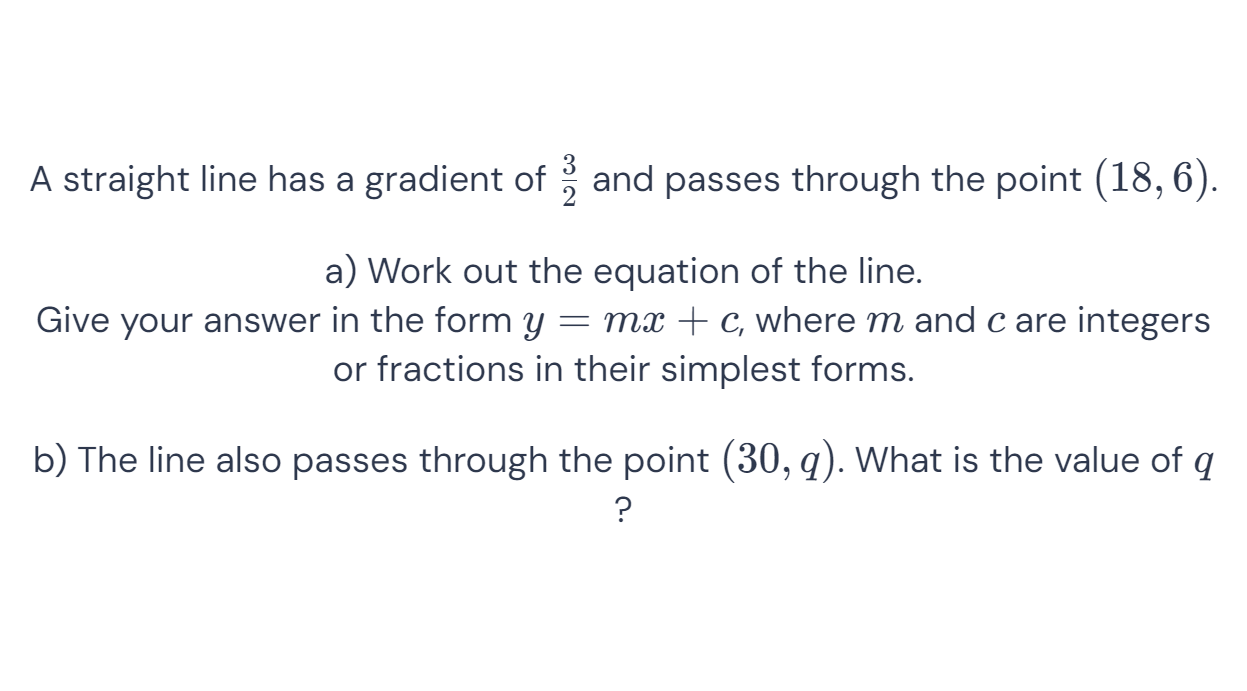 A straight line has a gradient of $\frac{3}{2}$ and passes through the point $(18, 6)$.
a) Work out the equation of the line.
Give your answer in the form $y = mx + c$, where $m$ and $c$ are integers
or fractions in their simplest forms.
b) The line also passes through the point $(30, q)$. What is the value of $q$
?